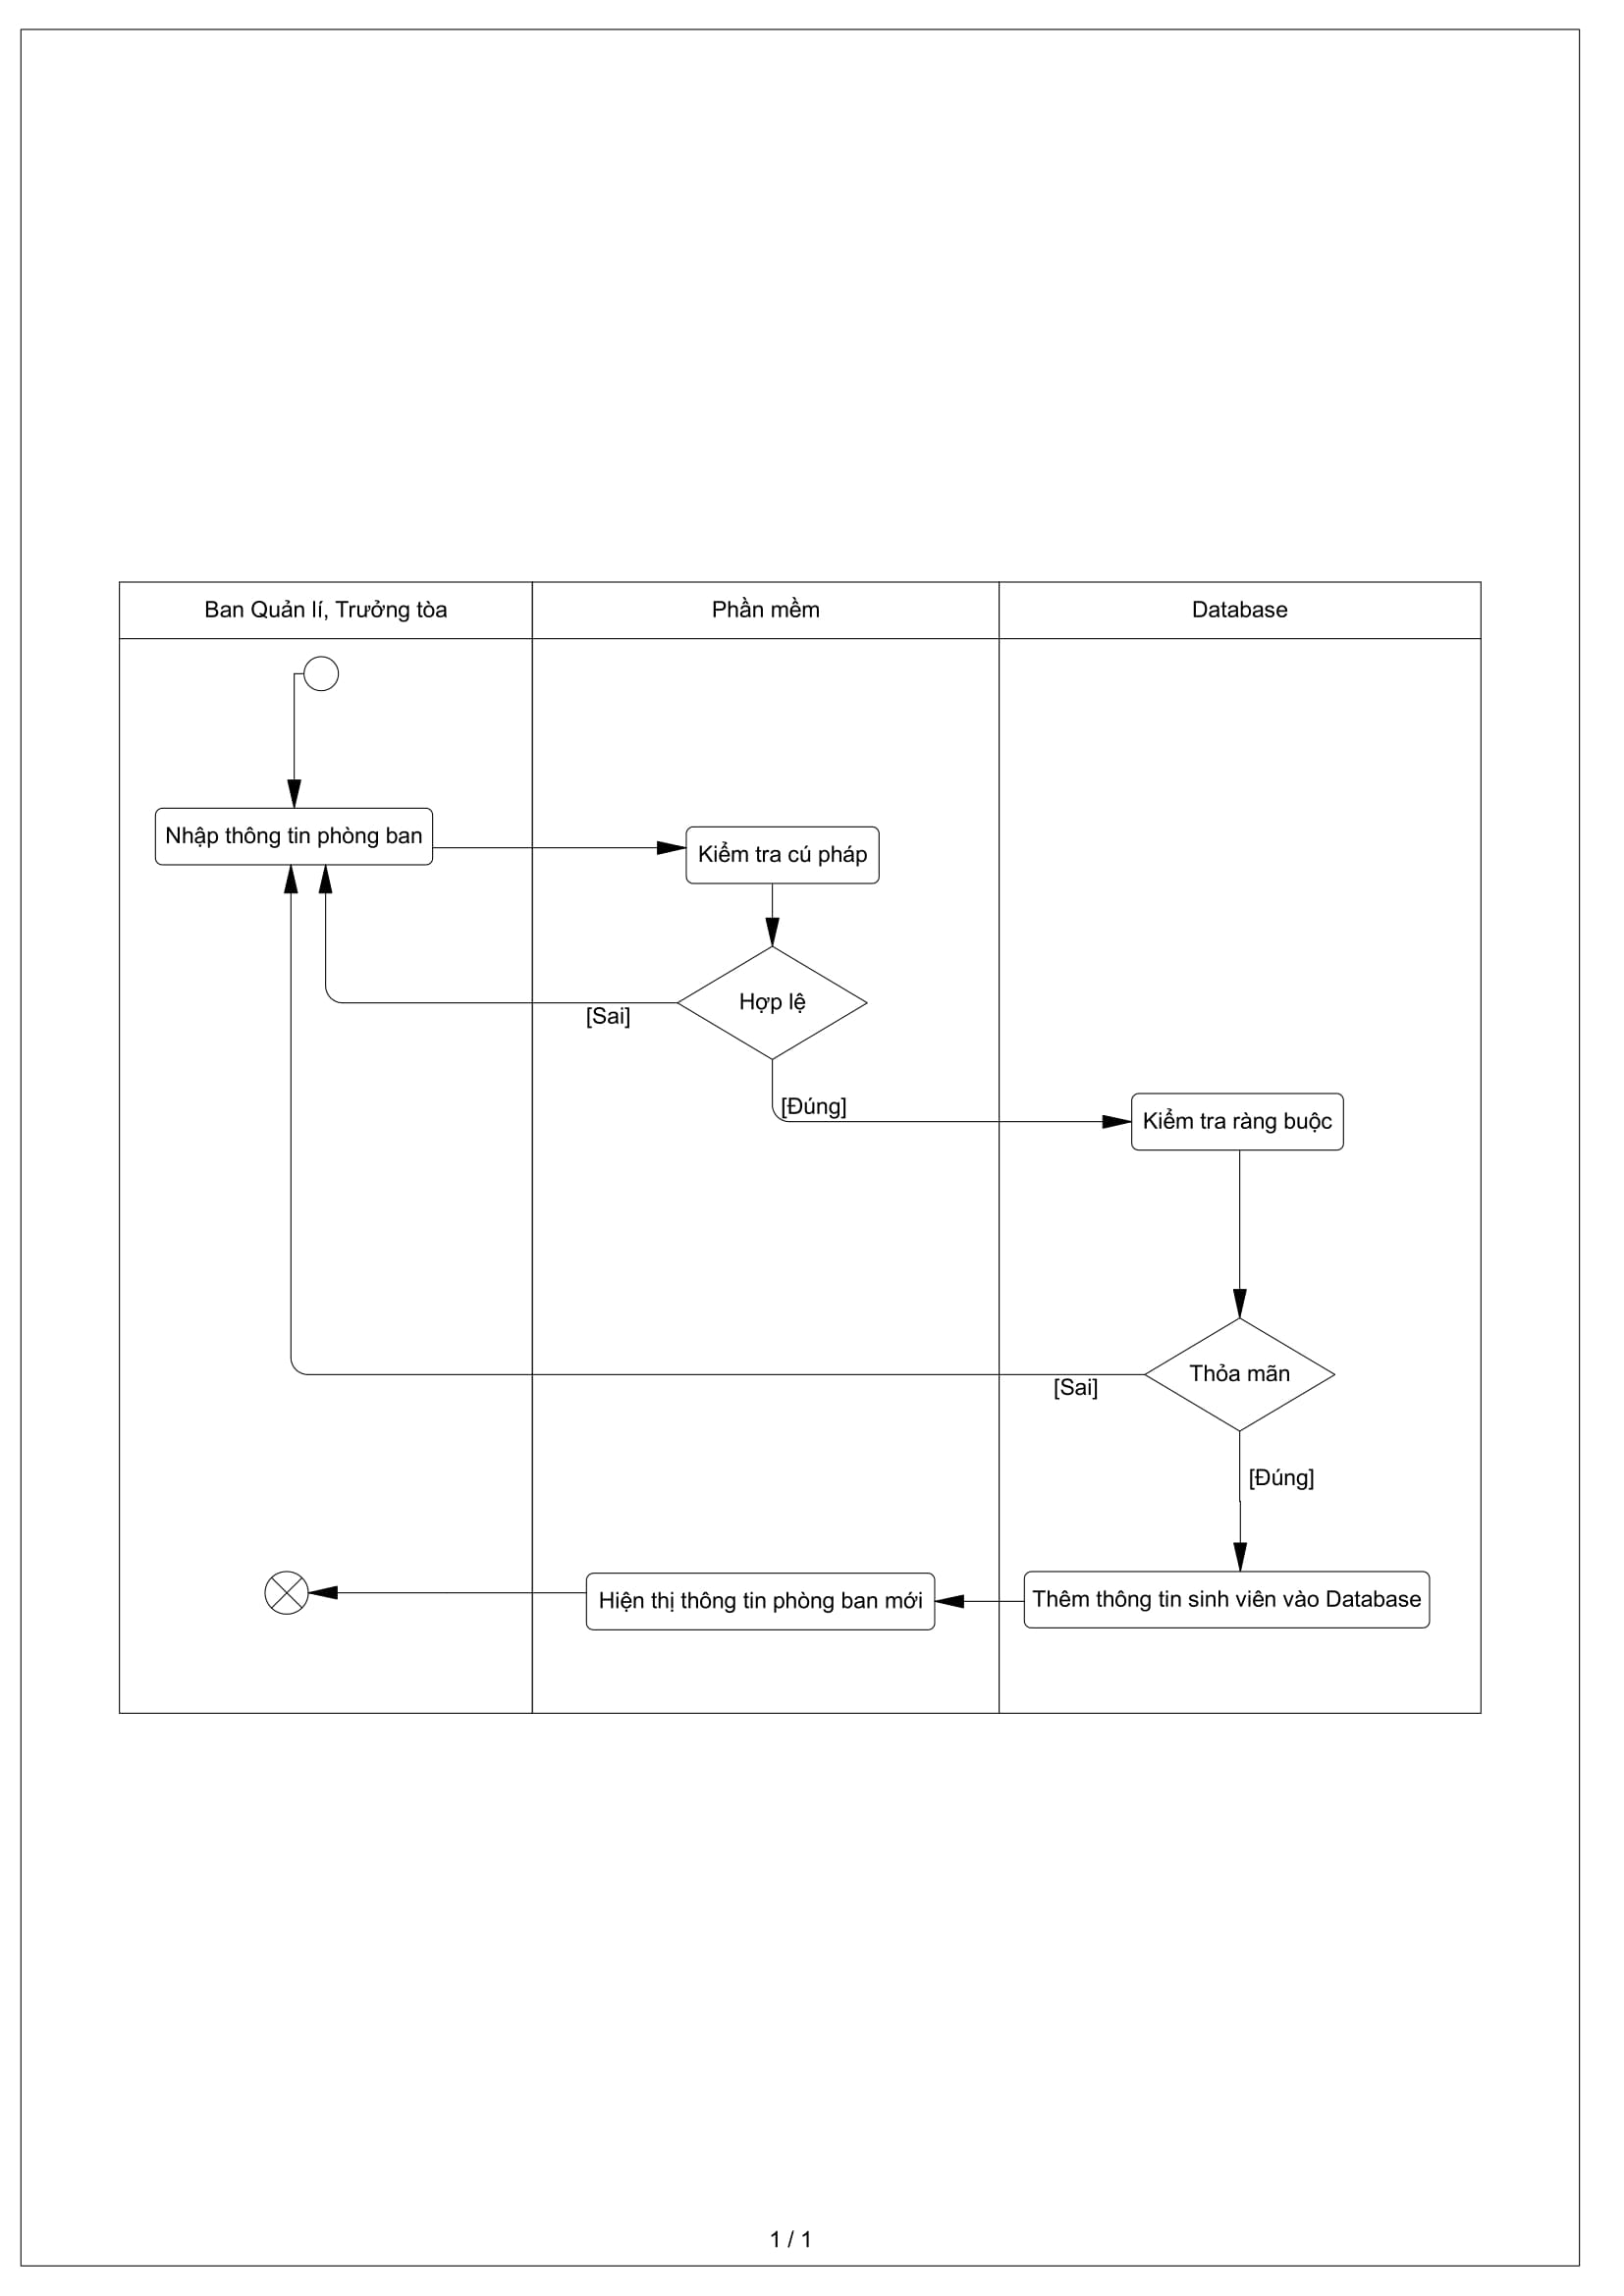 Ban Quản lí, Trưởng tòa
Phần mềm
Database
Nhập thông tin phòng ban
Kiểm tra cú pháp
Hợp lệ
[Sai]
[Đúng]
Kiểm tra ràng buộc
Thỏa mãn
[Sai]
[Đúng]
Hiện thị thông tin phòng ban mới
Thêm thông tin sinh viên vào Database
1 / 1